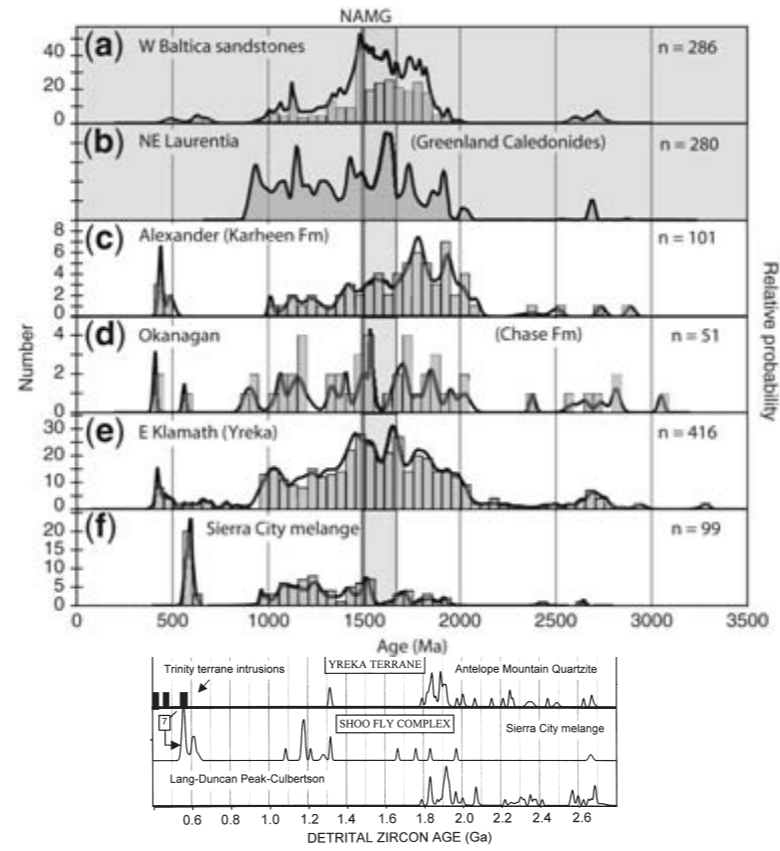 NAMG
(a) W Baltica sandstones n = 286
40
20
0
(b) NE Laurentia (Greenland Caledonides) n = 280
8
(c) Alexander (Karheen Fm) n = 101
6
4
2
0
(d) Okanagan (Chase Fm) n = 51
4
2
0
30
(e) E Klamath (Yreka) n = 416
20
10
0
(f) Sierra City melange n = 99
20
15
10
5
0
Number
Relative probability
0 500 1000 1500 2000 2500 3000 3500
Age (Ma)
Trinity terrane intrusions YREKA TERRANE Antelope Mountain Quartzite
7 SHOO FLY COMPLEX Sierra City melange
Lang-Duncan Peak-Culbertson
0.6 0.8 1.0 1.2 1.4 1.6 1.8 2.0 2.2 2.4 2.6
DETRITAL ZIRCON AGE (Ga)